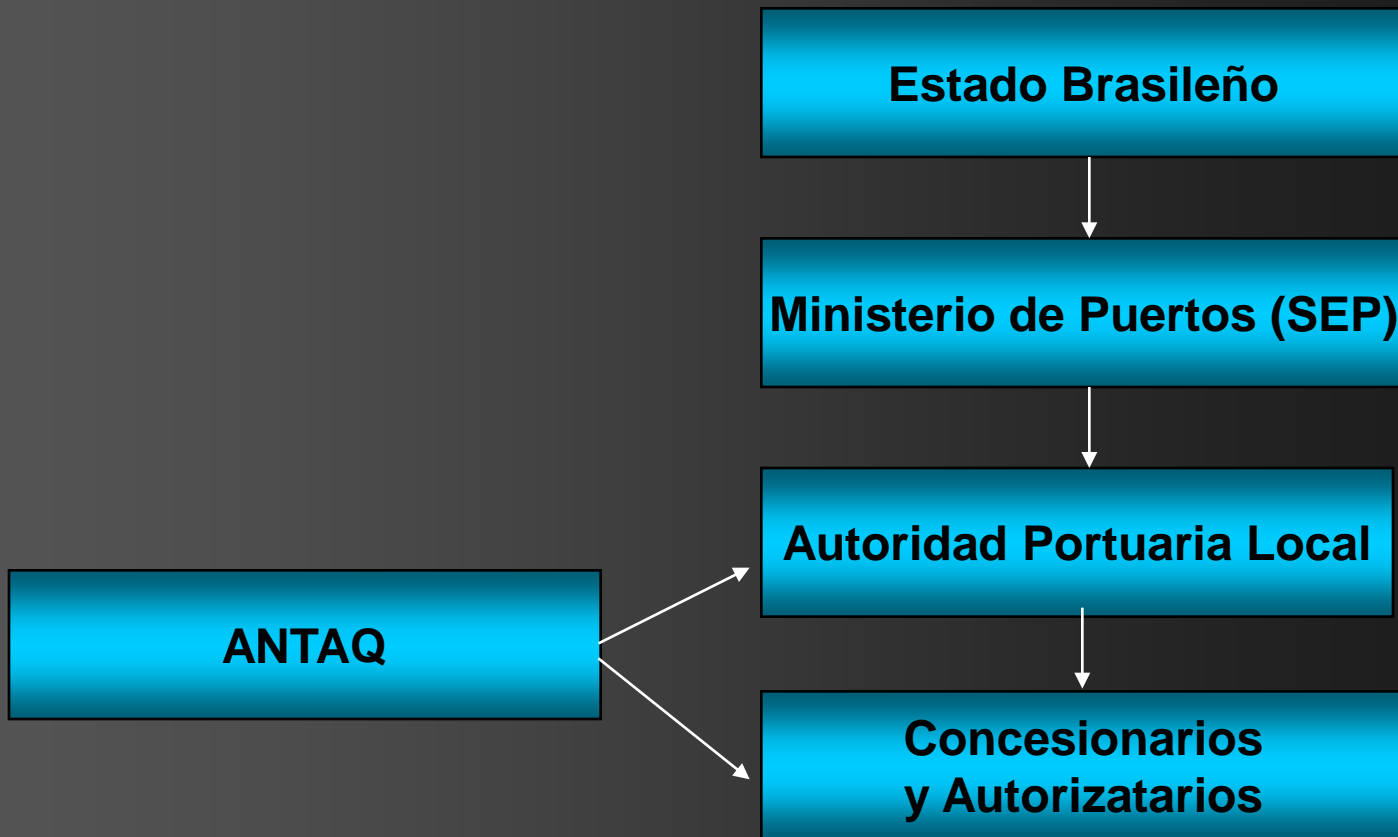 Estado Brasileño
Ministerio de Puertos (SEP)
Autoridad Portuaria Local
ANTAQ
Concesionarios
y Autorizatarios